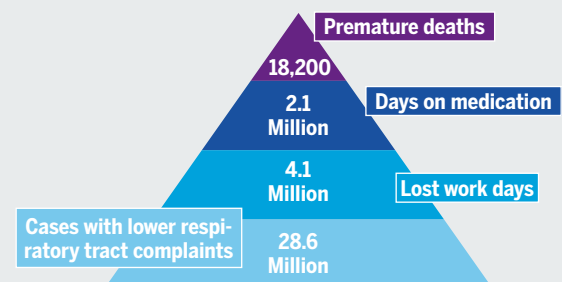 Premature deaths
18,200
2.1
Million
Days on medication
4.1
Million
Lost work days
Cases with lower respi-
ratory tract complaints
28.6
Million